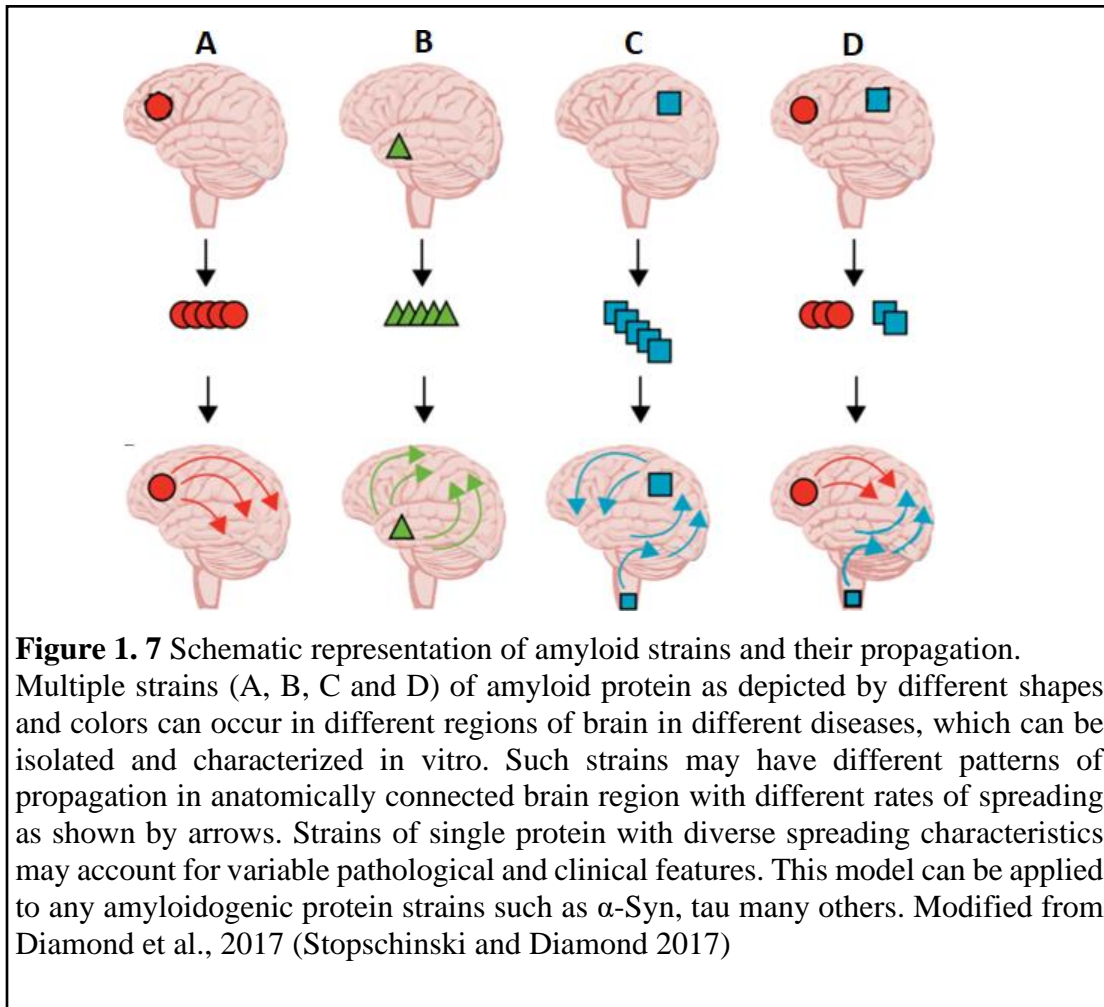 A B C D
Figure 1. 7 Schematic representation of amyloid strains and their propagation.
Multiple strains (A, B, C and D) of amyloid protein as depicted by different shapes
and colors can occur in different regions of brain in different diseases, which can be
isolated and characterized in vitro. Such strains may have different patterns of
propagation in anatomically connected brain region with different rates of spreading
as shown by arrows. Strains of single protein with diverse spreading characteristics
may account for variable pathological and clinical features. This model can be applied
to any amyloidogenic protein strains such as α-Syn, tau many others. Modified from
Diamond et al., 2017 (Stopschinski and Diamond 2017)